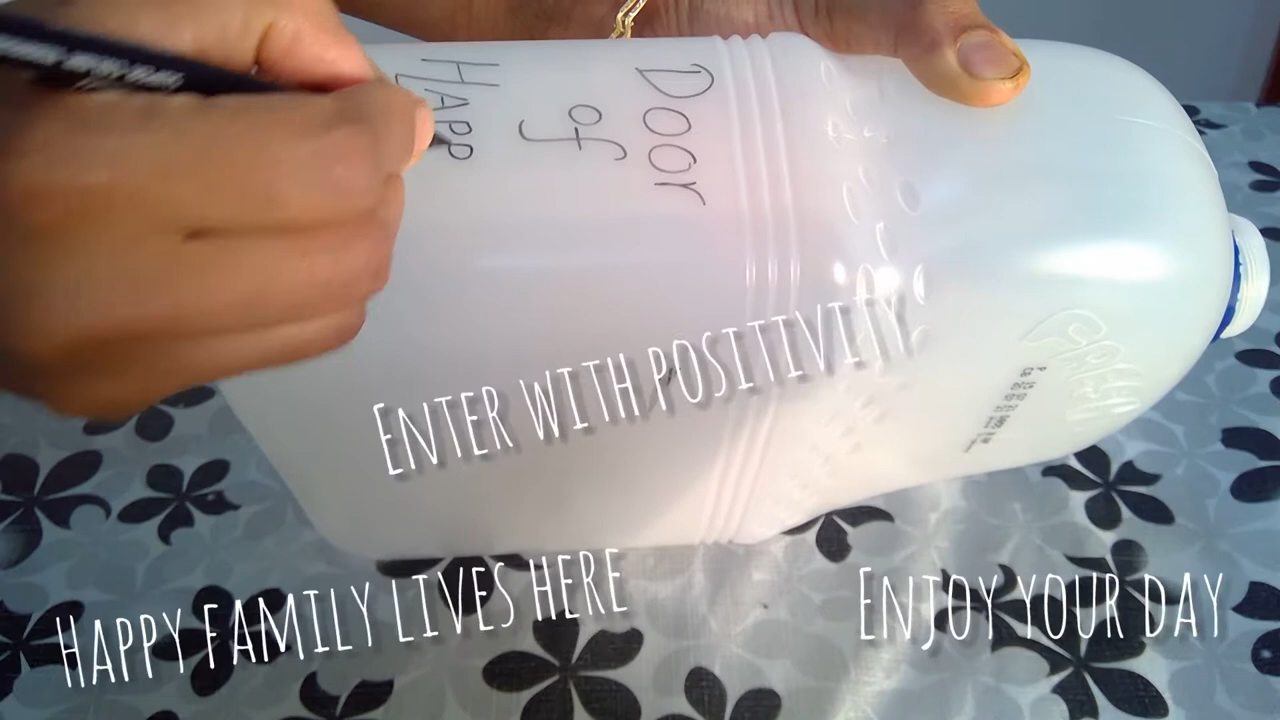 Door
of
Happ
Enter with positivity
Happy family lives here
Enjoy your day